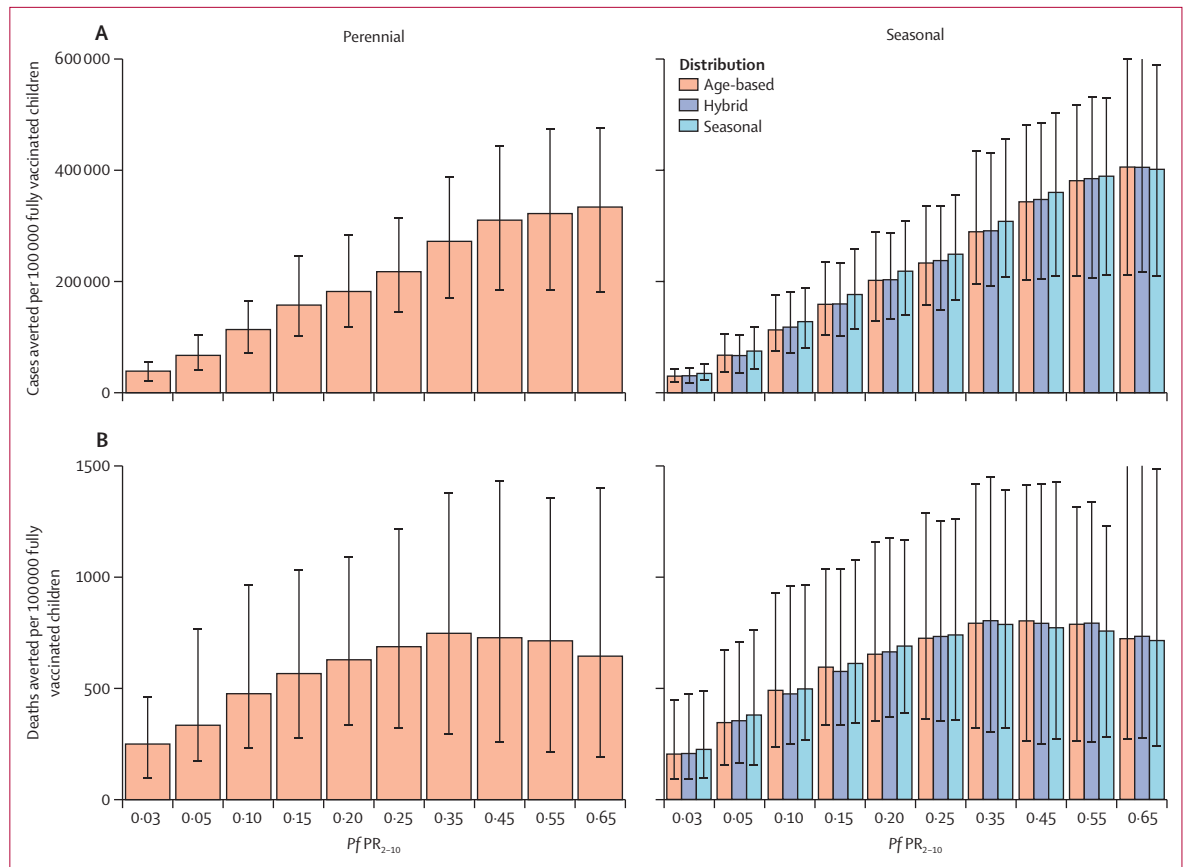 A
Perennial
Seasonal
Cases averted per 100 000 fully vaccinated children
600 000
400 000
200 000
0
Distribution
Age-based
Hybrid
Seasonal
B
Deaths averted per 100 000 fully
vaccinated children
1500
1000
500
0
0·03 0·05 0·10 0·15 0·20 0·25 0·35 0·45 0·55 0·65
Pf PR2–10
0·03 0·05 0·10 0·15 0·20 0·25 0·35 0·45 0·55 0·65
Pf PR2–10